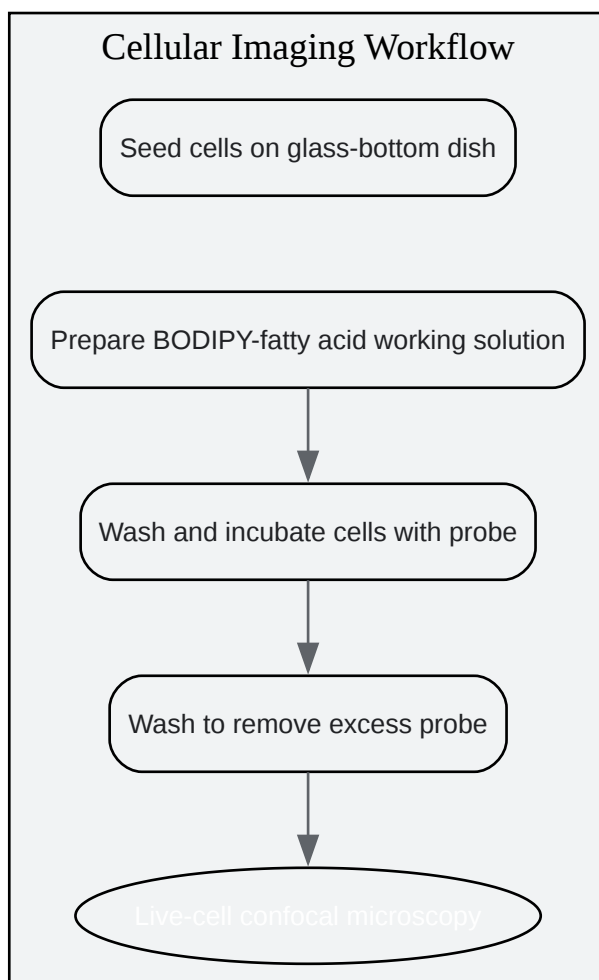 Cellular Imaging Workflow
Seed cells on glass-bottom dish
Prepare BODIPY-fatty acid working solution
Wash and incubate cells with probe
Wash to remove excess probe
Live-cell confocal microscopy